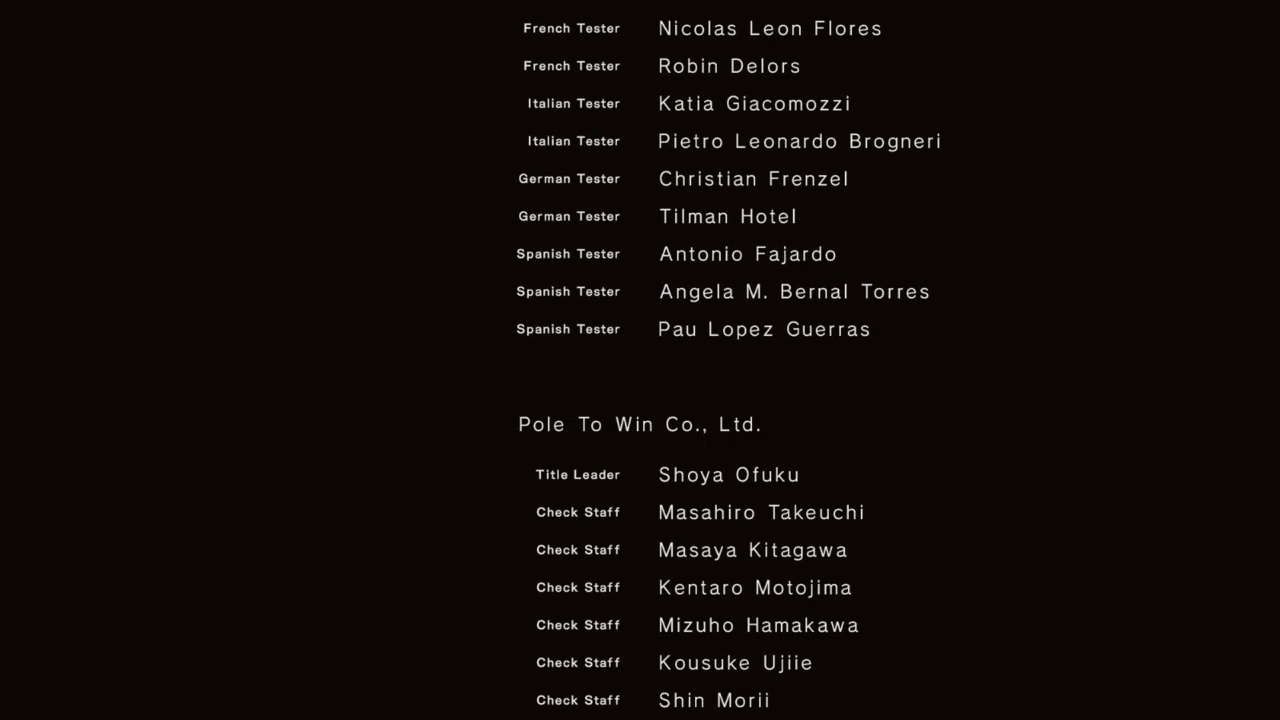 French Tester Nicolas Leon Flores
French Tester Robin Delors
Italian Tester Katia Giacomozzi
Italian Tester Pietro Leonardo Brogneri
German Tester Christian Frenzel
German Tester Tilman Hotel
Spanish Tester Antonio Fajardo
Spanish Tester Angela M. Bernal Torres
Spanish Tester Pau Lopez Guerras
Pole To Win Co., Ltd.
Title Leader Shoya Ofuku
Check Staff Masahiro Takeuchi
Check Staff Masaya Kitagawa
Check Staff Kentaro Motojima
Check Staff Mizuho Hamakawa
Check Staff Kousuke Ujiie
Check Staff Shin Morii